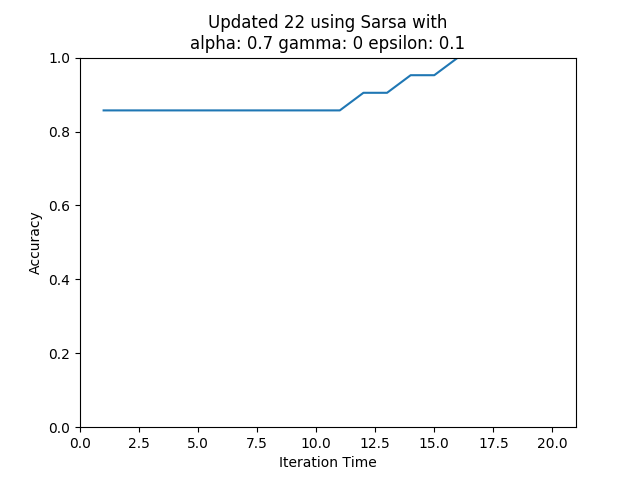 Updated 22 using Sarsa with
alpha: 0.7 gamma: 0 epsilon: 0.1
1.0
0.8
0.6
0.4
0.2
0.0
Accuracy
0.0 2.5 5.0 7.5 10.0 12.5 15.0 17.5 20.0
Iteration Time